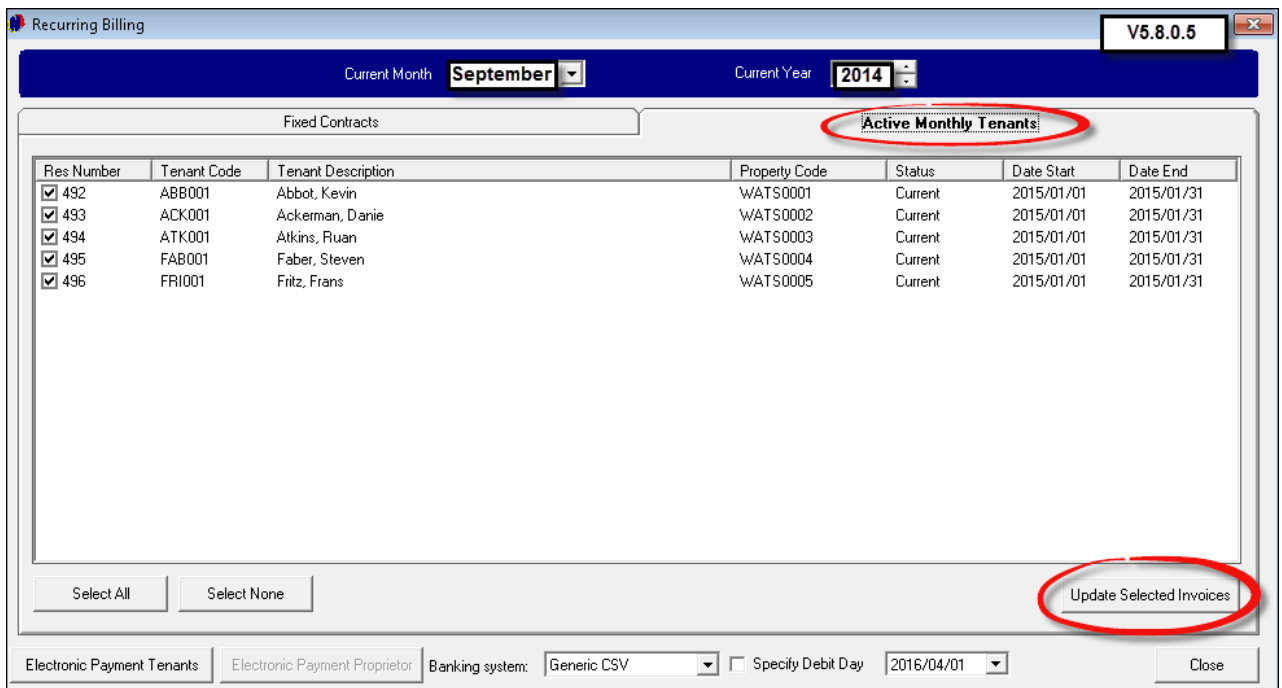 Recurring Billing
V5.8.0.5
Current Month September Current Year 2014
Fixed Contracts Active Monthly Tenants
Res Number Tenant Code Tenant Description Property Code Status Date Start Date End
492 ABB001 Abbot, Kevin WATS0001 Current 2015/01/01 2015/01/31
493 ACK001 Ackerman, Danie WATS0002 Current 2015/01/01 2015/01/31
494 ATK001 Atkins, Ruan WATS0003 Current 2015/01/01 2015/01/31
495 FAB001 Faber, Steven WATS0004 Current 2015/01/01 2015/01/31
496 FRI001 Fritz, Frans WATS0005 Current 2015/01/01 2015/01/31
Select All Select None Update Selected Invoices
Electronic Payment Tenants Electronic Payment Proprietor Banking system: Generic CSV Specify Debit Day 2016/04/01 Close